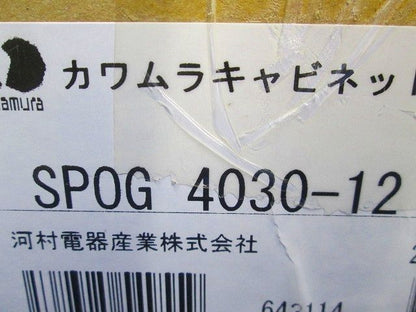 カワムラキャビネット
amura
SPOG 4030-12
河村電器産業株式会社
643114